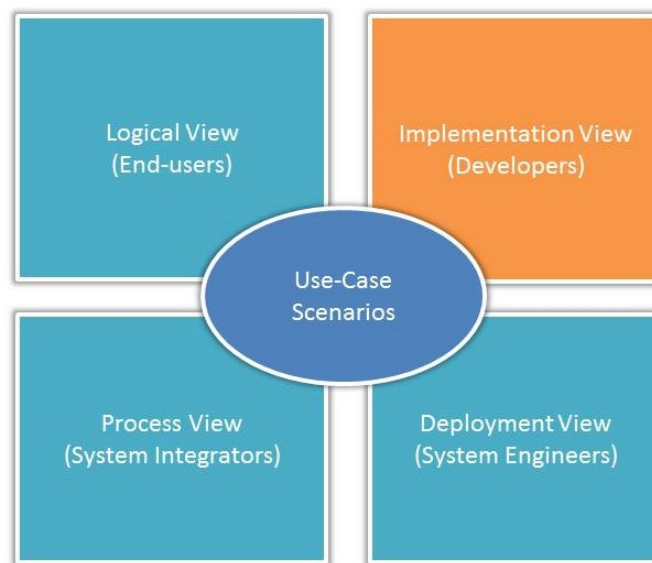 Logical View
(End-users)
Implementation View
(Developers)
Use-Case
Scenarios
Process View
(System Integrators)
Deployment View
(System Engineers)